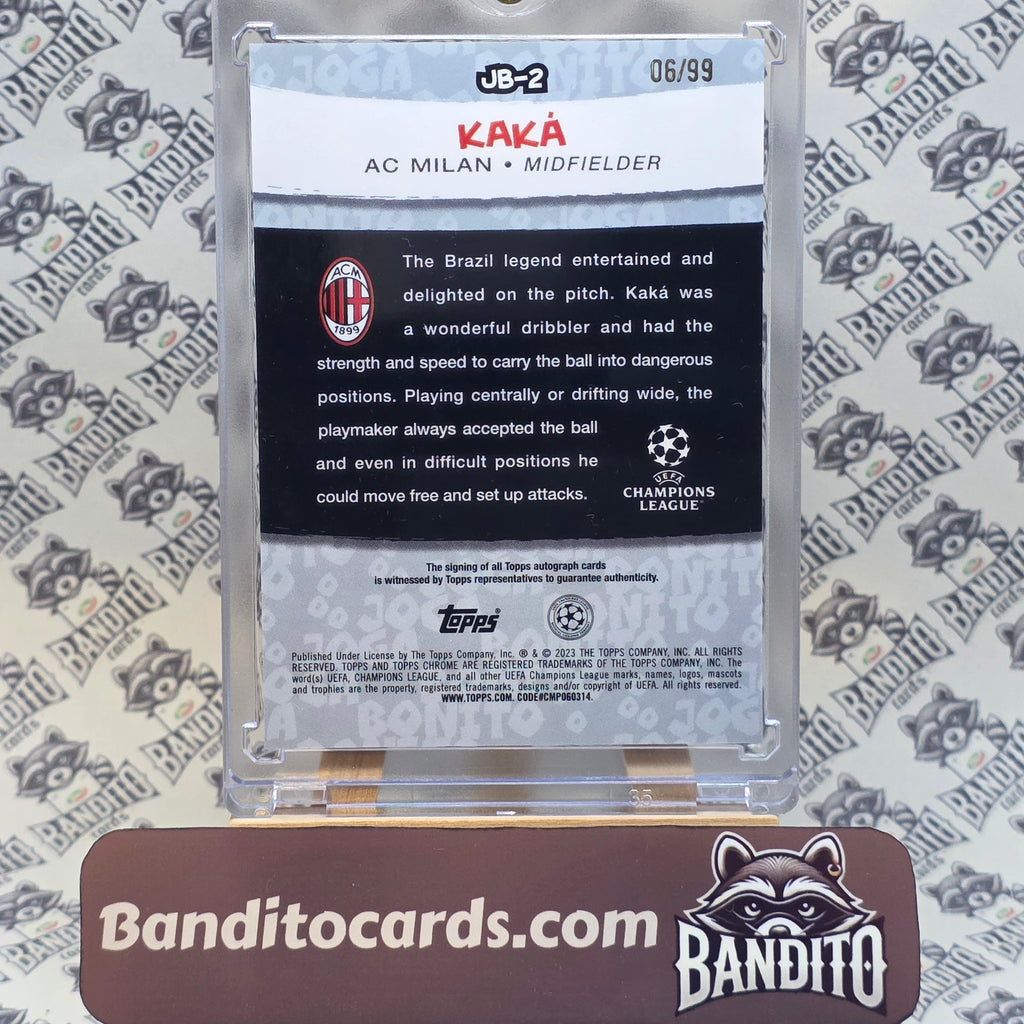 JB-2
06/99
KAKÁ
AC MILAN • MIDFIELDER
ACM
1899
The Brazil legend entertained and
delighted on the pitch. Kaká was
a wonderful dribbler and had the
strength and speed to carry the ball into dangerous
positions. Playing centrally or drifting wide, the
playmaker always accepted the ball
and even in difficult positions he
could move free and set up attacks.
UEFA
CHAMPIONS
LEAGUE™
The signing of all Topps autograph cards
is witnessed by Topps representatives to guarantee authenticity.
Topps®
Published Under License by The Topps Company, Inc. ® & © 2023 THE TOPPS COMPANY, INC. ALL RIGHTS
RESERVED. TOPPS AND TOPPS CHROME ARE REGISTERED TRADEMARKS OF THE TOPPS COMPANY, INC. The
word(s) UEFA, CHAMPIONS LEAGUE, and all other UEFA Champions League marks, names, logos, mascots
and trophies are the property, registered trademarks, designs and/or copyright of UEFA. All rights reserved.
WWW.TOPPS.COM. CODE#CMP060314.
JOGA
BONITO
35
Banditocards.com
BANDITO
BANDITO
cards